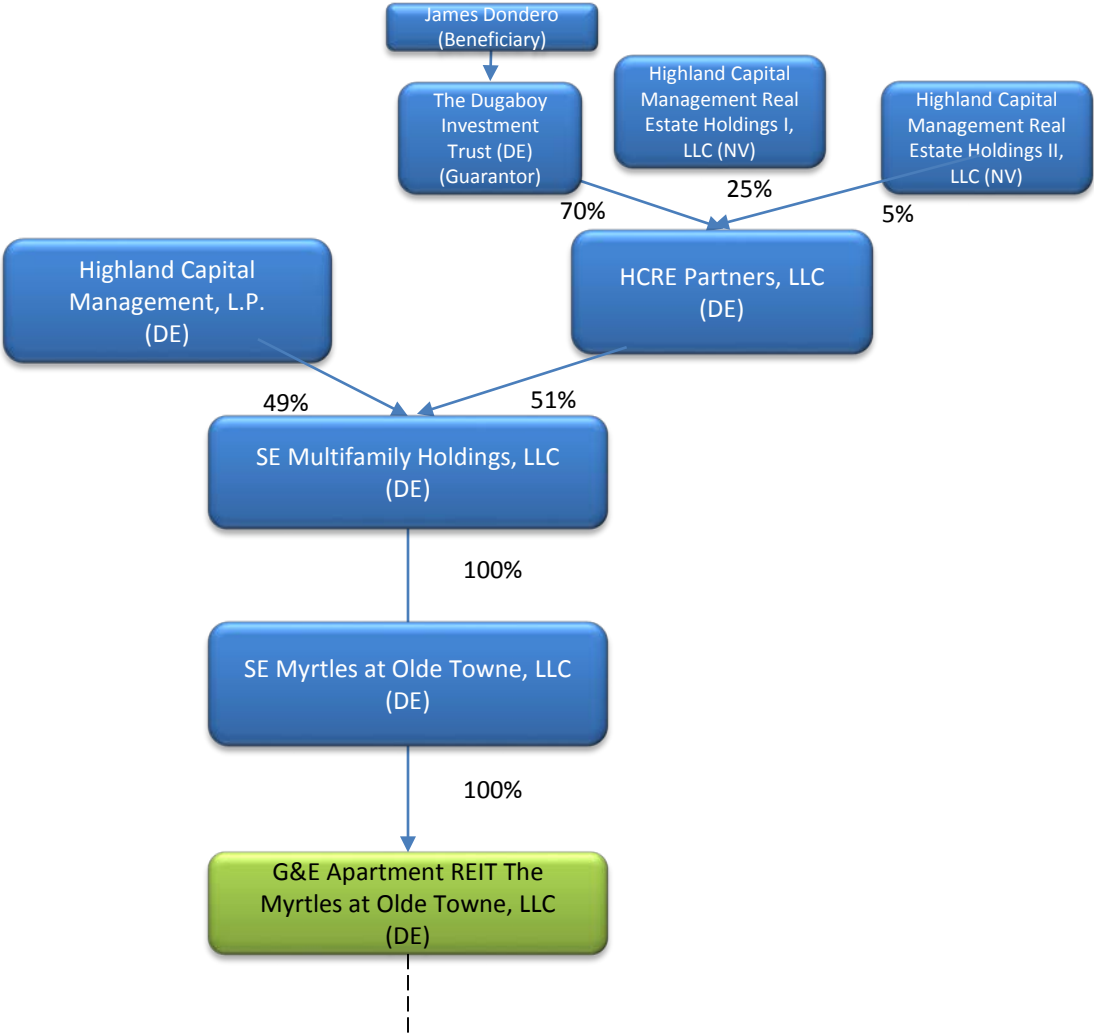 James Dondero
(Beneficiary)
The Dugaboy
Investment
Trust (DE)
(Guarantor)
Highland Capital
Management Real
Estate Holdings I,
LLC (NV)
Highland Capital
Management Real
Estate Holdings II,
LLC (NV)
70%
25%
5%
Highland Capital
Management, L.P.
(DE)
HCRE Partners, LLC
(DE)
49%
51%
SE Multifamily Holdings, LLC
(DE)
100%
SE Myrtles at Olde Towne, LLC
(DE)
100%
G&E Apartment REIT The
Myrtles at Olde Towne, LLC
(DE)